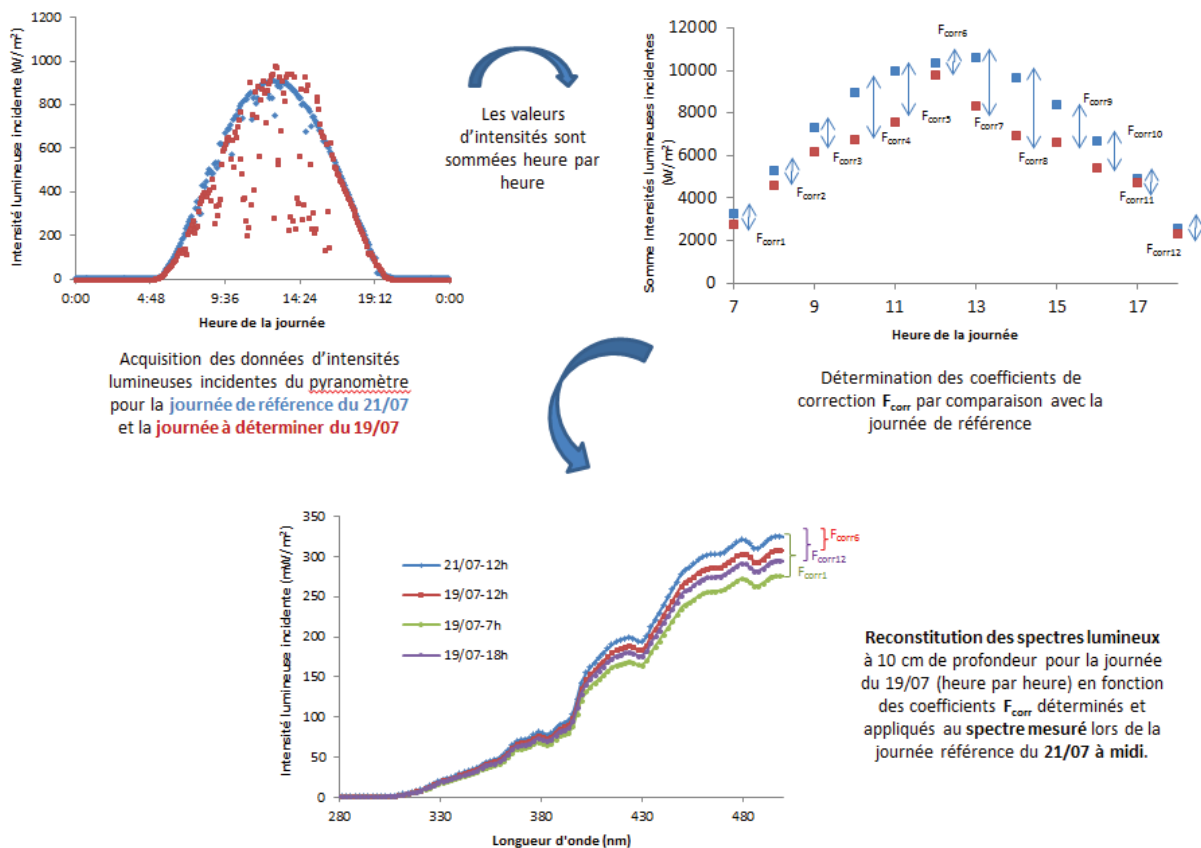 Intensité lumineuse incidente (W/m²)
1200
1000
800
600
400
200
0
0:00
4:48
9:36
14:24
19:12
0:00
Heure de la journée
Acquisition des données d'intensités
lumineuses incidentes du pyranomètre
pour la journée de référence du 21/07
et la journée à déterminer du 19/07
Les valeurs
d'intensités sont
sommées heure par
heure
Somme Intensités lumineuses incidentes
(W/m²)
12000
10000
8000
6000
4000
2000
0
Fcorr1
Fcorr2
Fcorr3
Fcorr4
Fcorr5
Fcorr6
Fcorr7
Fcorr8
Fcorr9
Fcorr10
Fcorr11
Fcorr12
7
9
11
13
15
17
Heure de la journée
Détermination des coefficients de
correction Fcorr par comparaison avec la
journée de référence
Intensité lumineuse incidente (mW/m²)
350
300
250
200
150
100
50
0
21/07-12h
19/07-12h
19/07-7h
19/07-18h
Fcorr6
Fcorr12
Fcorr1
280
330
380
430
480
Longueur d'onde (nm)
Reconstitution des spectres lumineux
à 10 cm de profondeur pour la journée
du 19/07 (heure par heure) en fonction
des coefficients Fcorr déterminés et
appliqués au spectre mesuré lors de la
journée référence du 21/07 à midi.